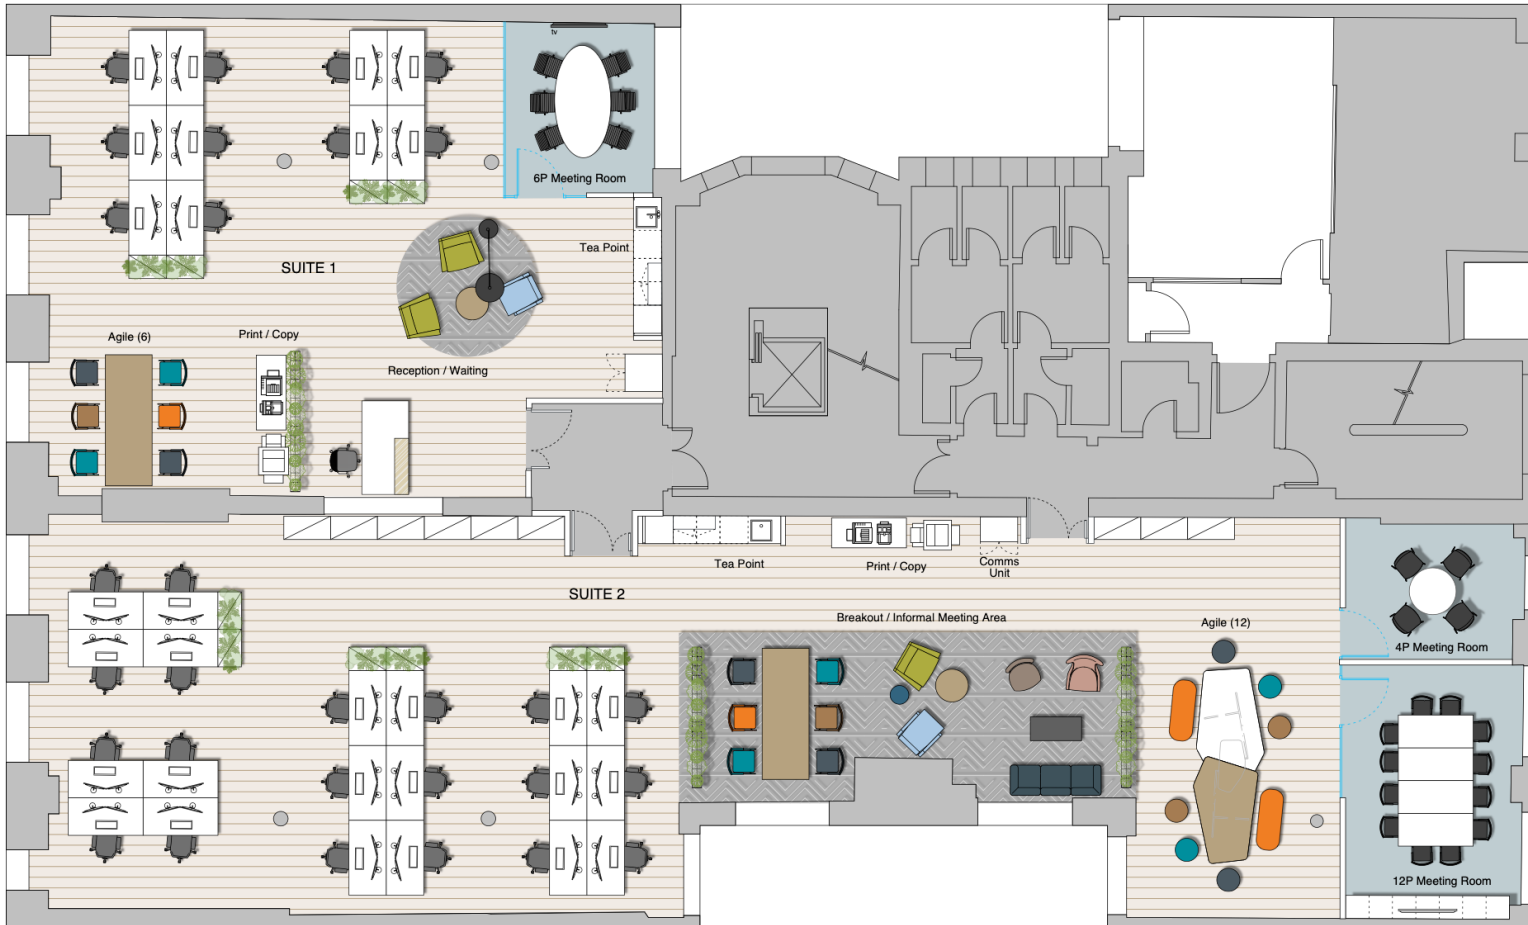 tv
6P Meeting Room
Tea Point
SUITE 1
Agile (6)
Print / Copy
Reception / Waiting
Tea Point
Print / Copy
Comms
Unit
SUITE 2
Breakout / Informal Meeting Area
Agile (12)
4P Meeting Room
12P Meeting Room